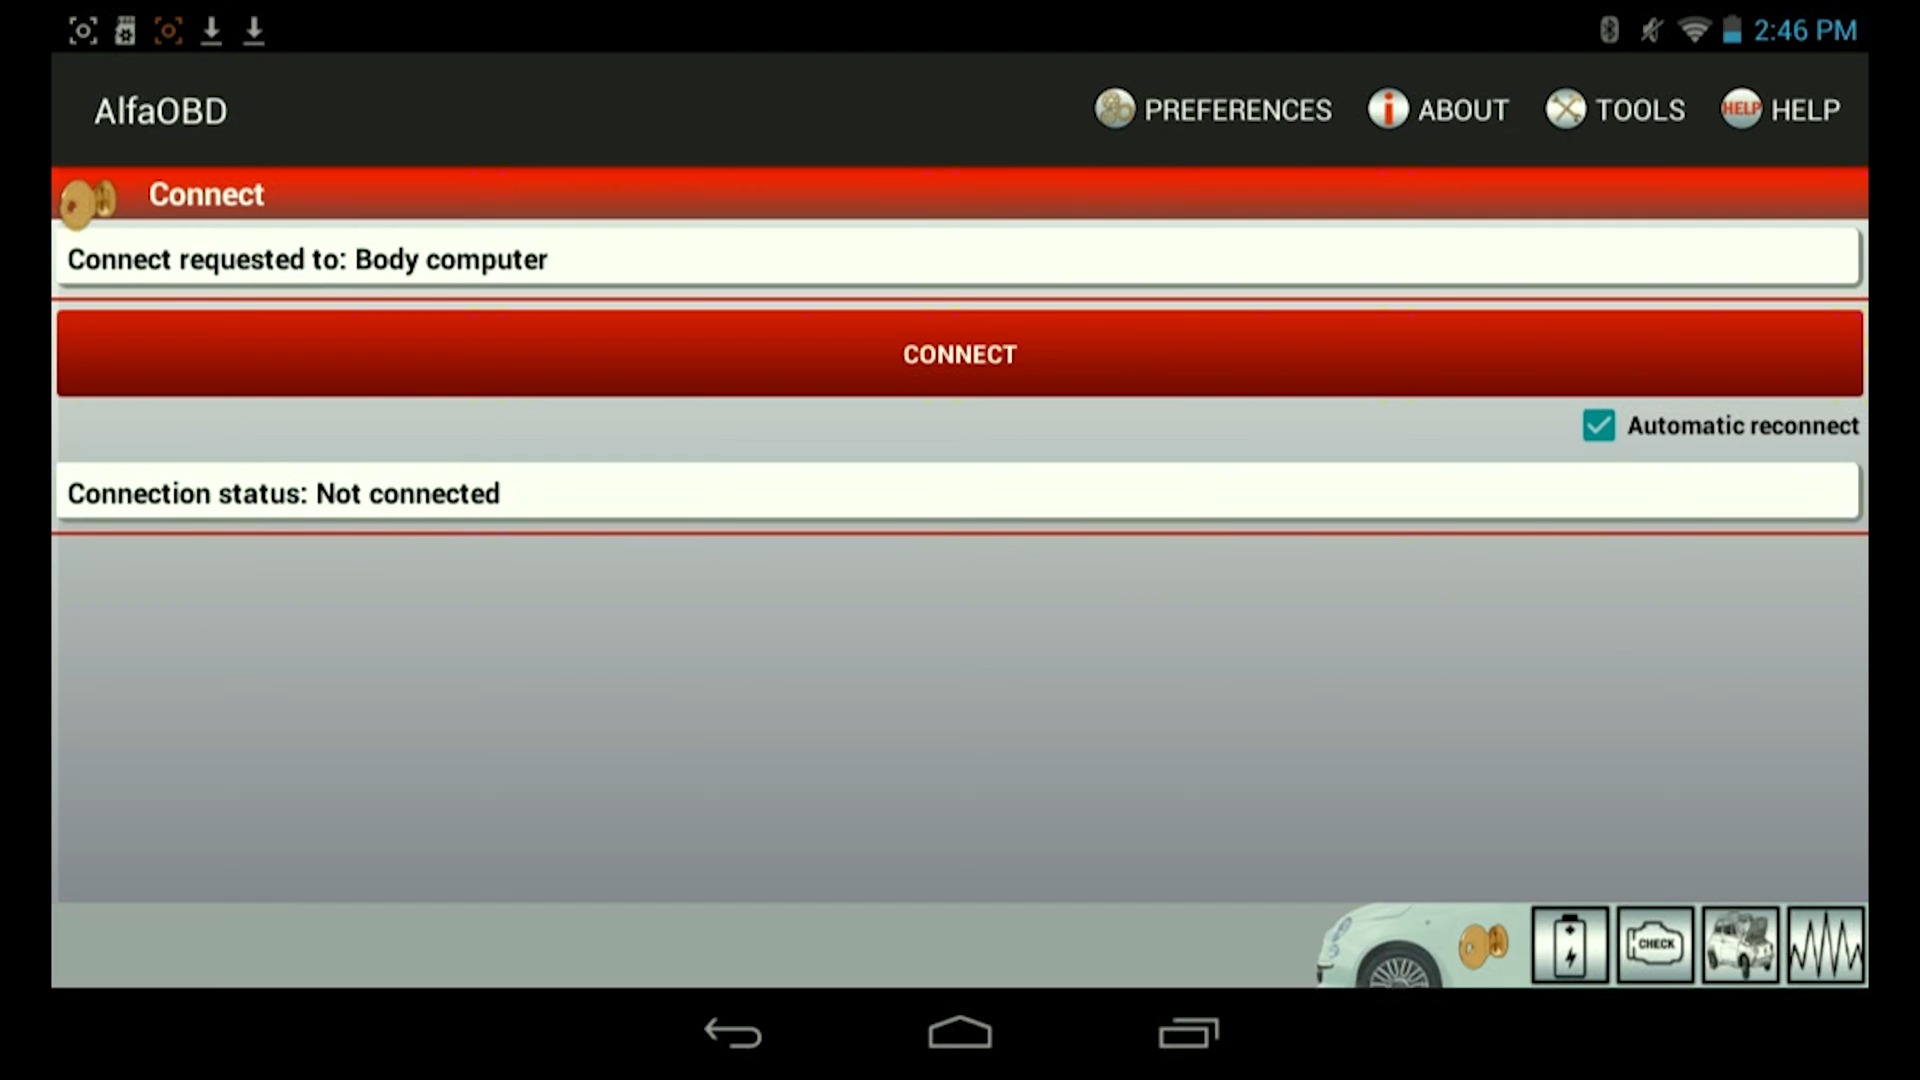 2:46 PM
AlfaOBD
PREFERENCES
ABOUT
TOOLS
HELP
HELP
Connect
Connect requested to: Body computer
CONNECT
Automatic reconnect
Connection status: Not connected
CHECK